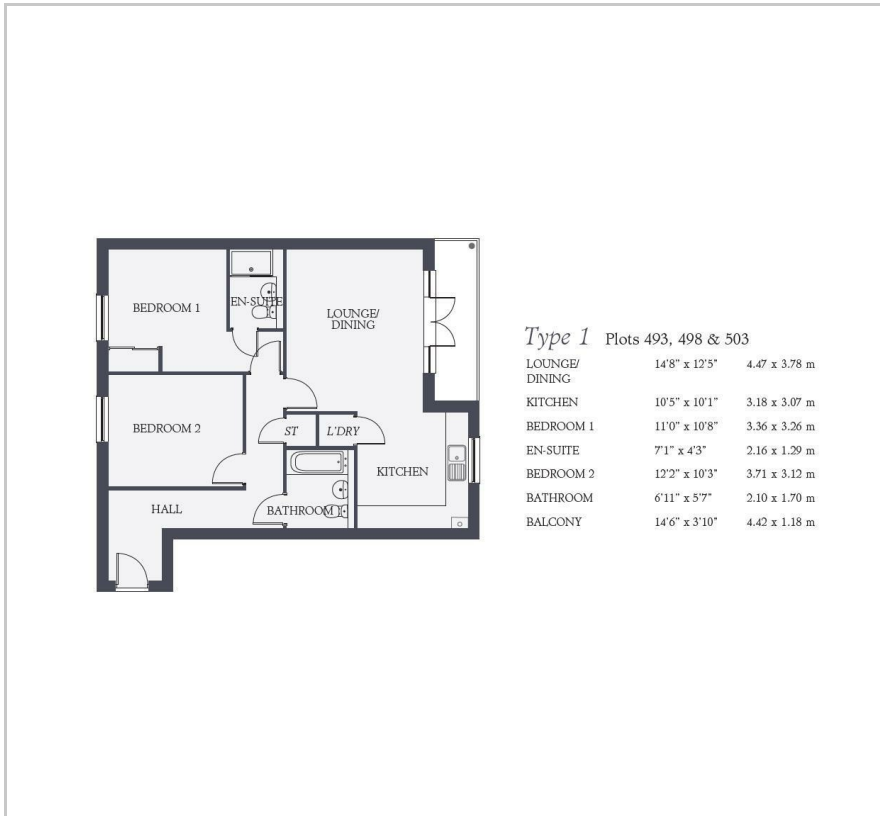 BEDROOM 1
EN-SUITE
LOUNGE/
DINING
BEDROOM 2
ST
L'DRY
KITCHEN
HALL
BATHROOM
Type 1 Plots 493, 498 & 503
LOUNGE/ 14'8" x 12'5" 4.47 x 3.78 m
DINING
KITCHEN 10'5" x 10'1" 3.18 x 3.07 m
BEDROOM 1 11'0" x 10'8" 3.36 x 3.26 m
EN-SUITE 7'1" x 4'3" 2.16 x 1.29 m
BEDROOM 2 12'2" x 10'3" 3.71 x 3.12 m
BATHROOM 6'11" x 5'7" 2.10 x 1.70 m
BALCONY 14'6" x 3'10" 4.42 x 1.18 m